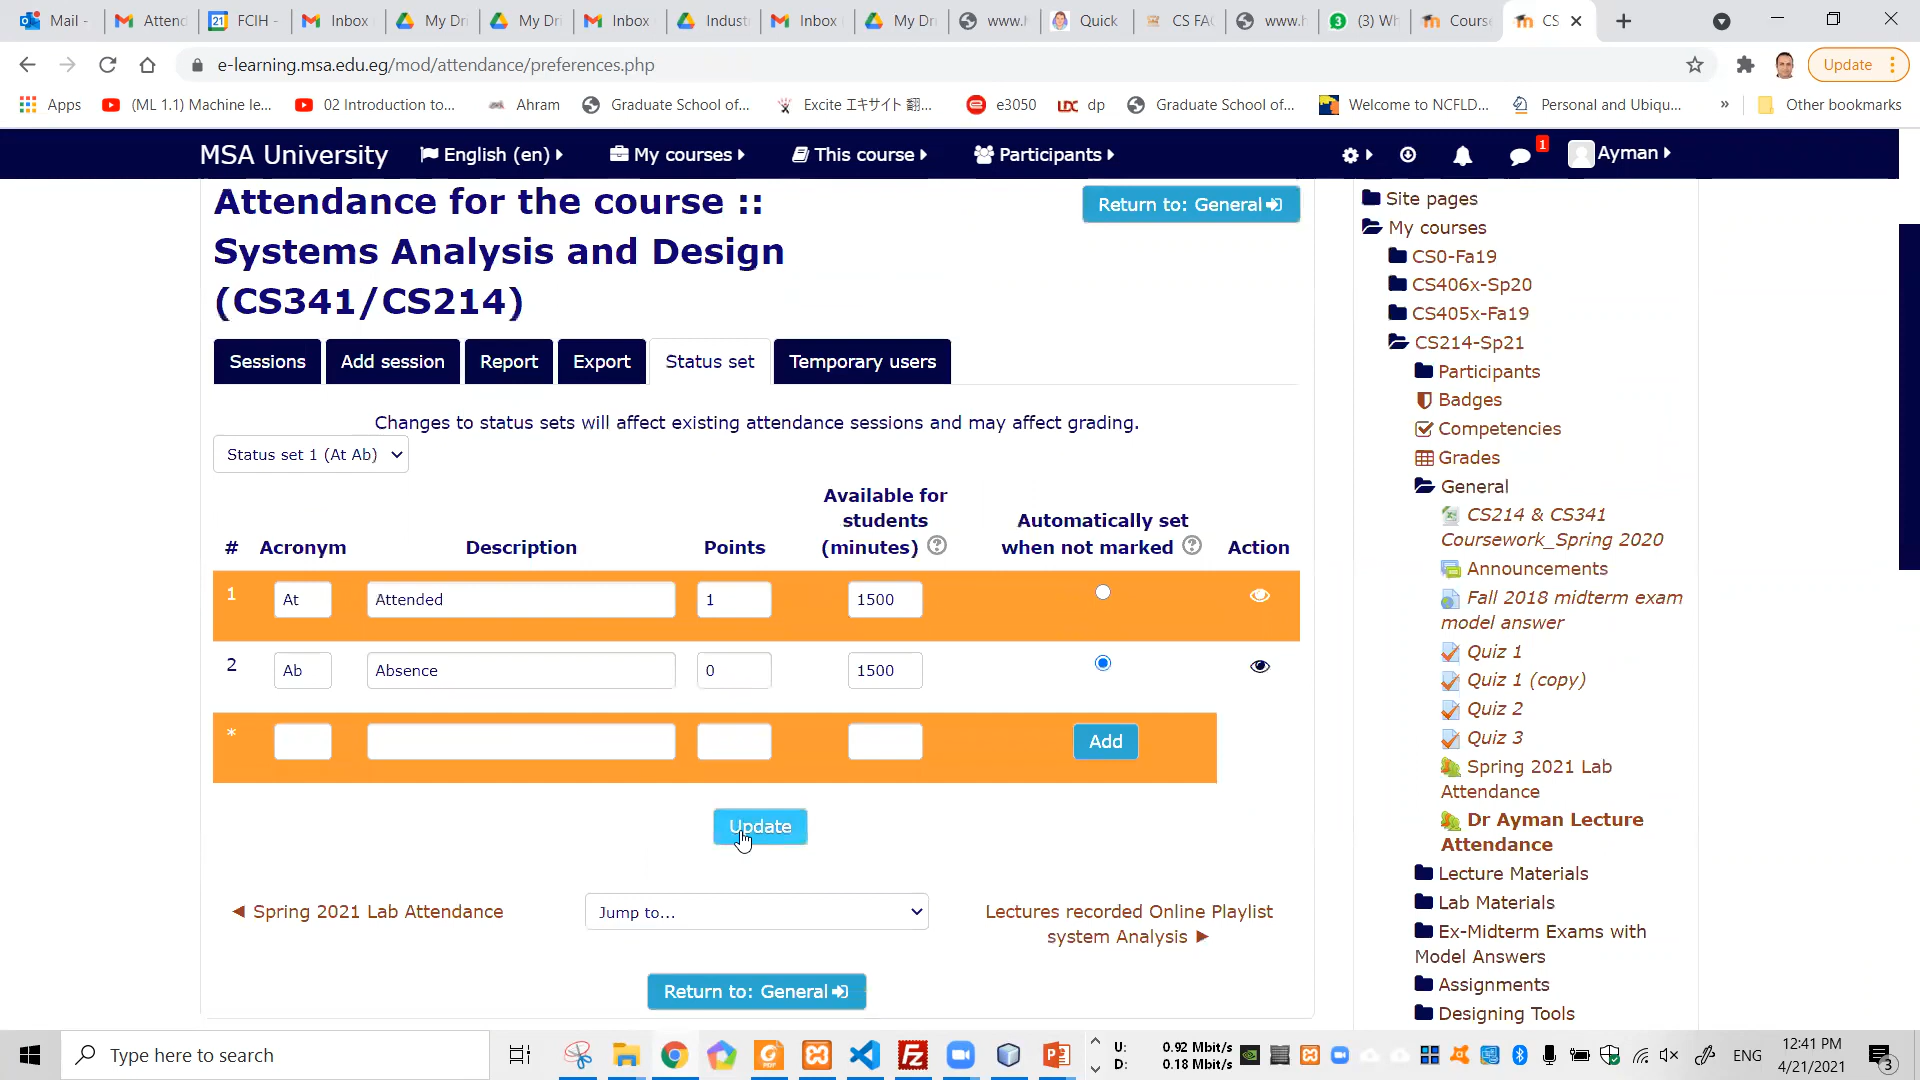 Mail -
Attend
FCIH -
Inbox
My Dri
My Dri
Inbox
Indust
Inbox
My Dri
www.h
Quick
CS FAC
www.h
(3) Wh
Course
CS
e-learning.msa.edu.eg/mod/attendance/preferences.php
Update
Apps
(ML 1.1) Machine le...
02 Introduction to...
Ahram
Graduate School of...
Excite エキサイト 翻...
e3050
dp
Graduate School of...
Welcome to NCFLD...
Personal and Ubiqu...
»
Other bookmarks
MSA University
English (en)
My courses
This course
Participants
1
Ayman
Attendance for the course ::
Systems Analysis and Design
(CS341/CS214)
Return to: General
Sessions
Add session
Report
Export
Status set
Temporary users
Changes to status sets will affect existing attendance sessions and may affect grading.
Status set 1 (At Ab)
# Acronym Description Points Available for students (minutes) Automatically set when not marked Action
1 At Attended 1 1500
2 Ab Absence 0 1500
* Add
Update
◄ Spring 2021 Lab Attendance
Jump to...
Lectures recorded Online Playlist
system Analysis ►
Return to: General
Site pages
My courses
CS0-Fa19
CS406x-Sp20
CS405x-Fa19
CS214-Sp21
Participants
Badges
Competencies
Grades
General
CS214 & CS341
Coursework_Spring 2020
Announcements
Fall 2018 midterm exam
model answer
Quiz 1
Quiz 1 (copy)
Quiz 2
Quiz 3
Spring 2021 Lab
Attendance
Dr Ayman Lecture
Attendance
Lecture Materials
Lab Materials
Ex-Midterm Exams with
Model Answers
Assignments
Designing Tools
Type here to search
U: 0.92 Mbit/s
D: 0.18 Mbit/s
ENG
12:41 PM
4/21/2021
3